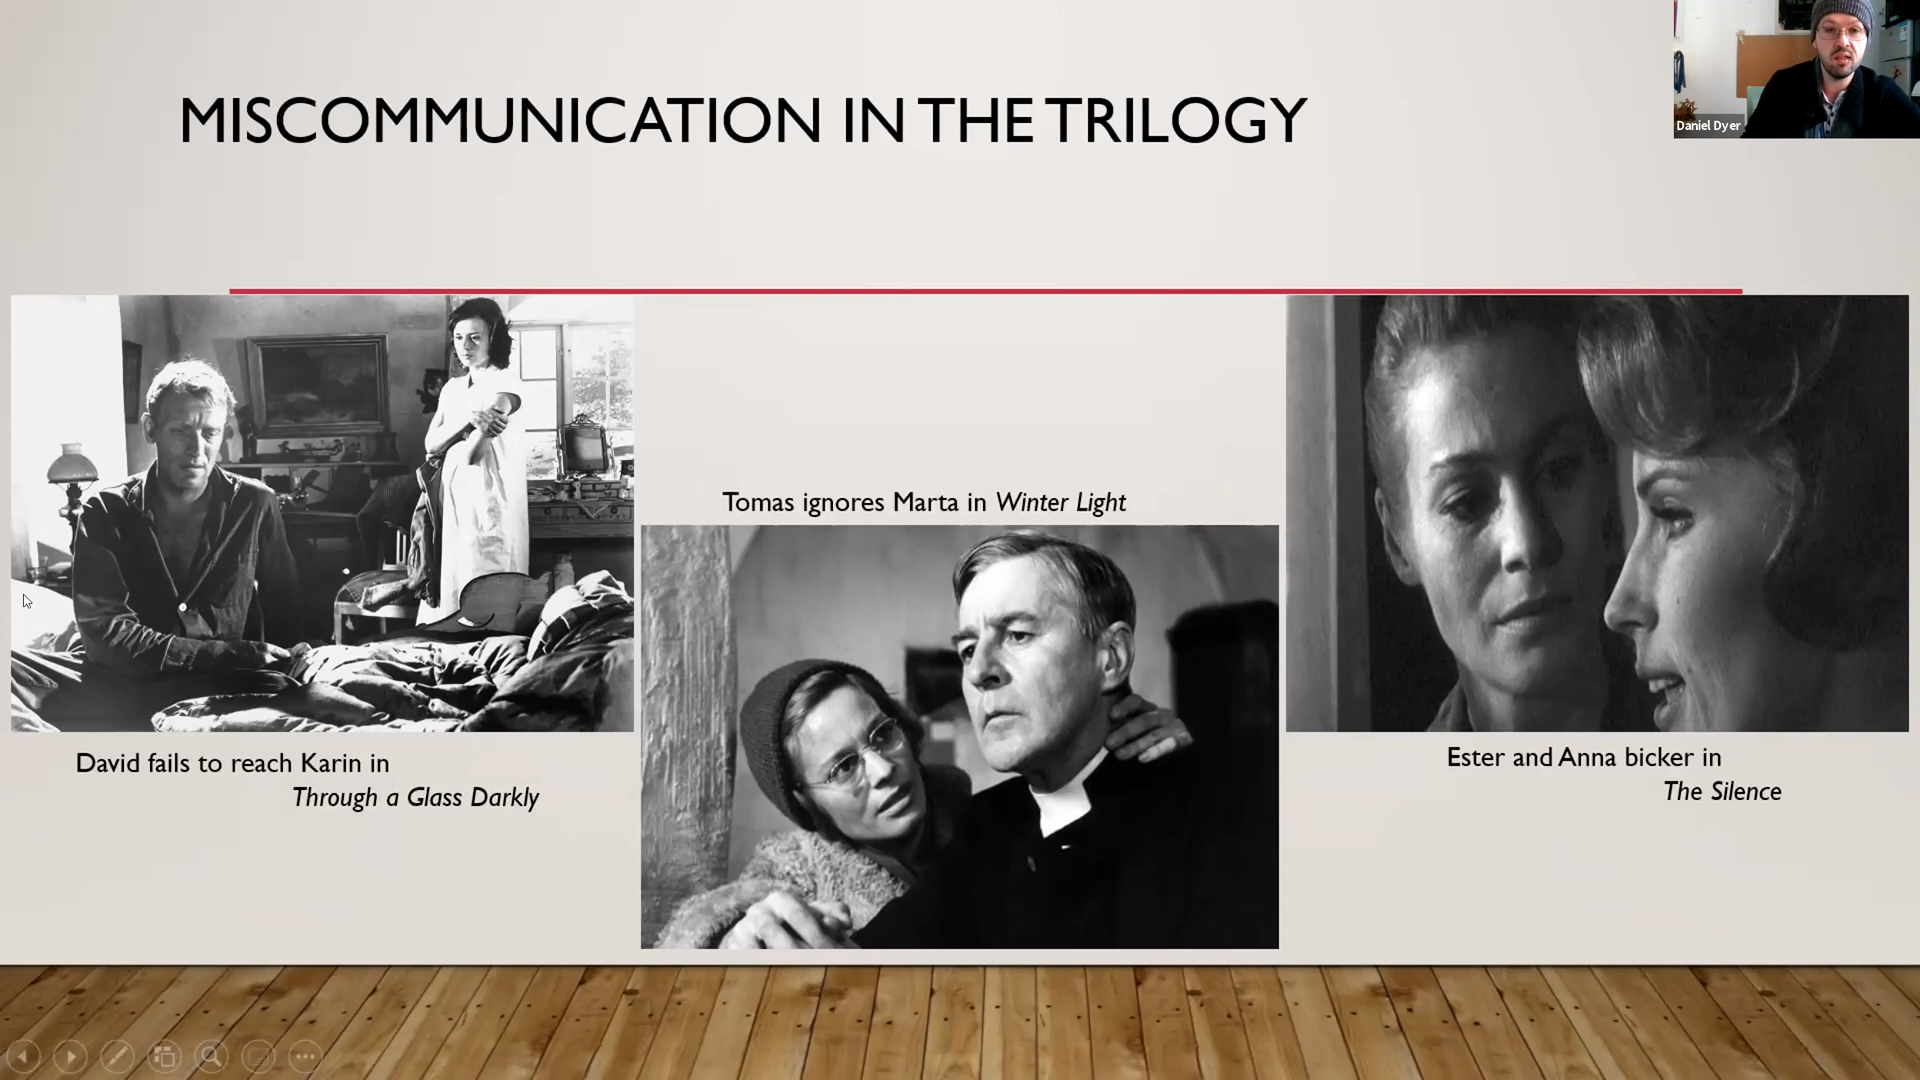 MISCOMMUNICATION IN THE TRILOGY
Daniel Dyer
Tomas ignores Marta in Winter Light
David fails to reach Karin in
Through a Glass Darkly
Ester and Anna bicker in
The Silence